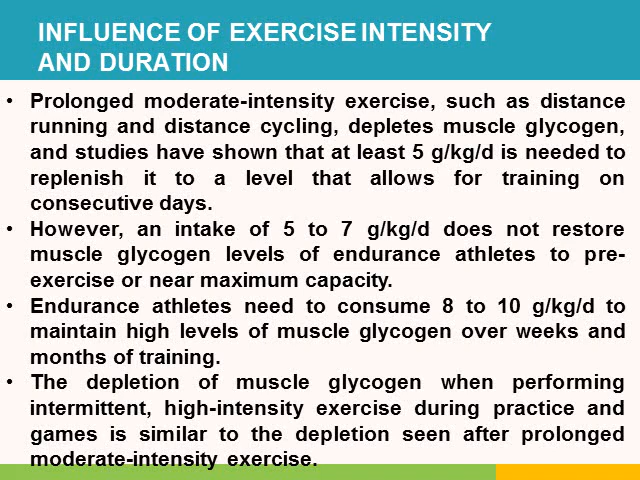 INFLUENCE OF EXERCISE INTENSITY
AND DURATION
• Prolonged moderate-intensity exercise, such as distance
running and distance cycling, depletes muscle glycogen,
and studies have shown that at least 5 g/kg/d is needed to
replenish it to a level that allows for training on
consecutive days.
• However, an intake of 5 to 7 g/kg/d does not restore
muscle glycogen levels of endurance athletes to pre-
exercise or near maximum capacity.
• Endurance athletes need to consume 8 to 10 g/kg/d to
maintain high levels of muscle glycogen over weeks and
months of training.
• The depletion of muscle glycogen when performing
intermittent, high-intensity exercise during practice and
games is similar to the depletion seen after prolonged
moderate-intensity exercise.